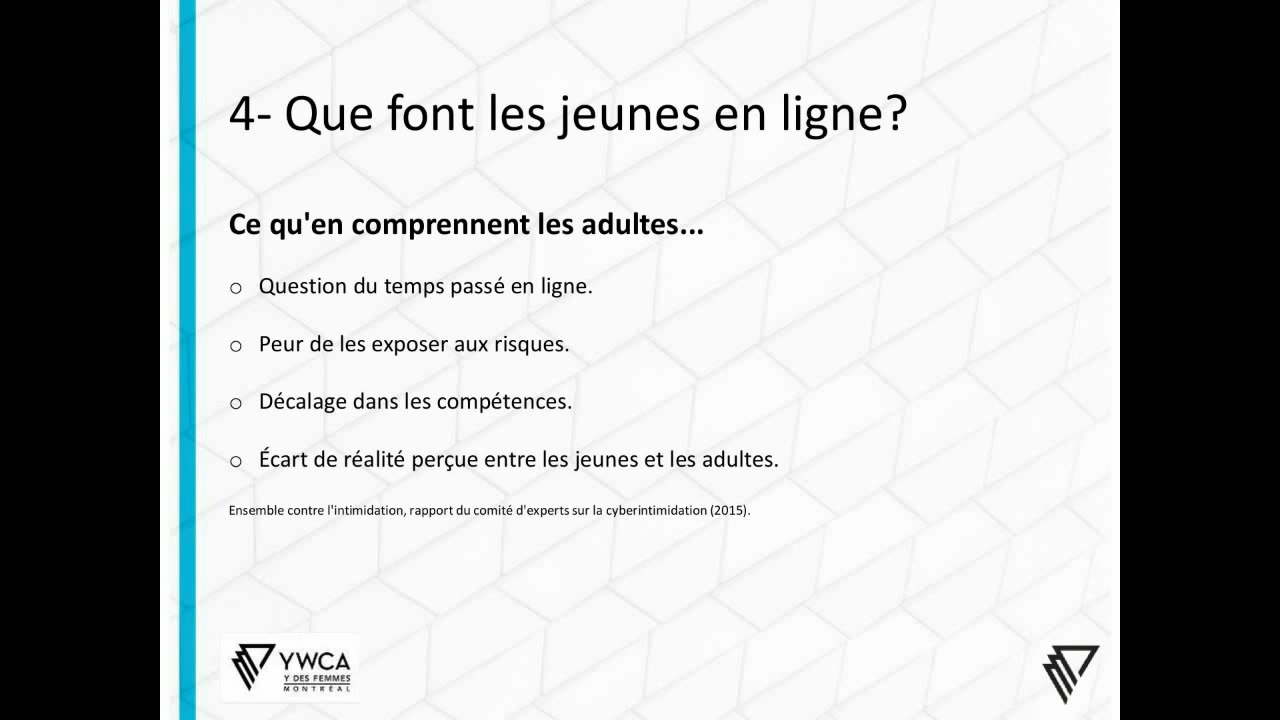 4- Que font les jeunes en ligne?
Ce qu'en comprennent les adultes...
o Question du temps passé en ligne.
o Peur de les exposer aux risques.
o Décalage dans les compétences.
o Écart de réalité perçue entre les jeunes et les adultes.
Ensemble contre l'intimidation, rapport du comité d'experts sur la cyberintimidation (2015).
YWCA
Y DES FEMMES
MONTRÉAL